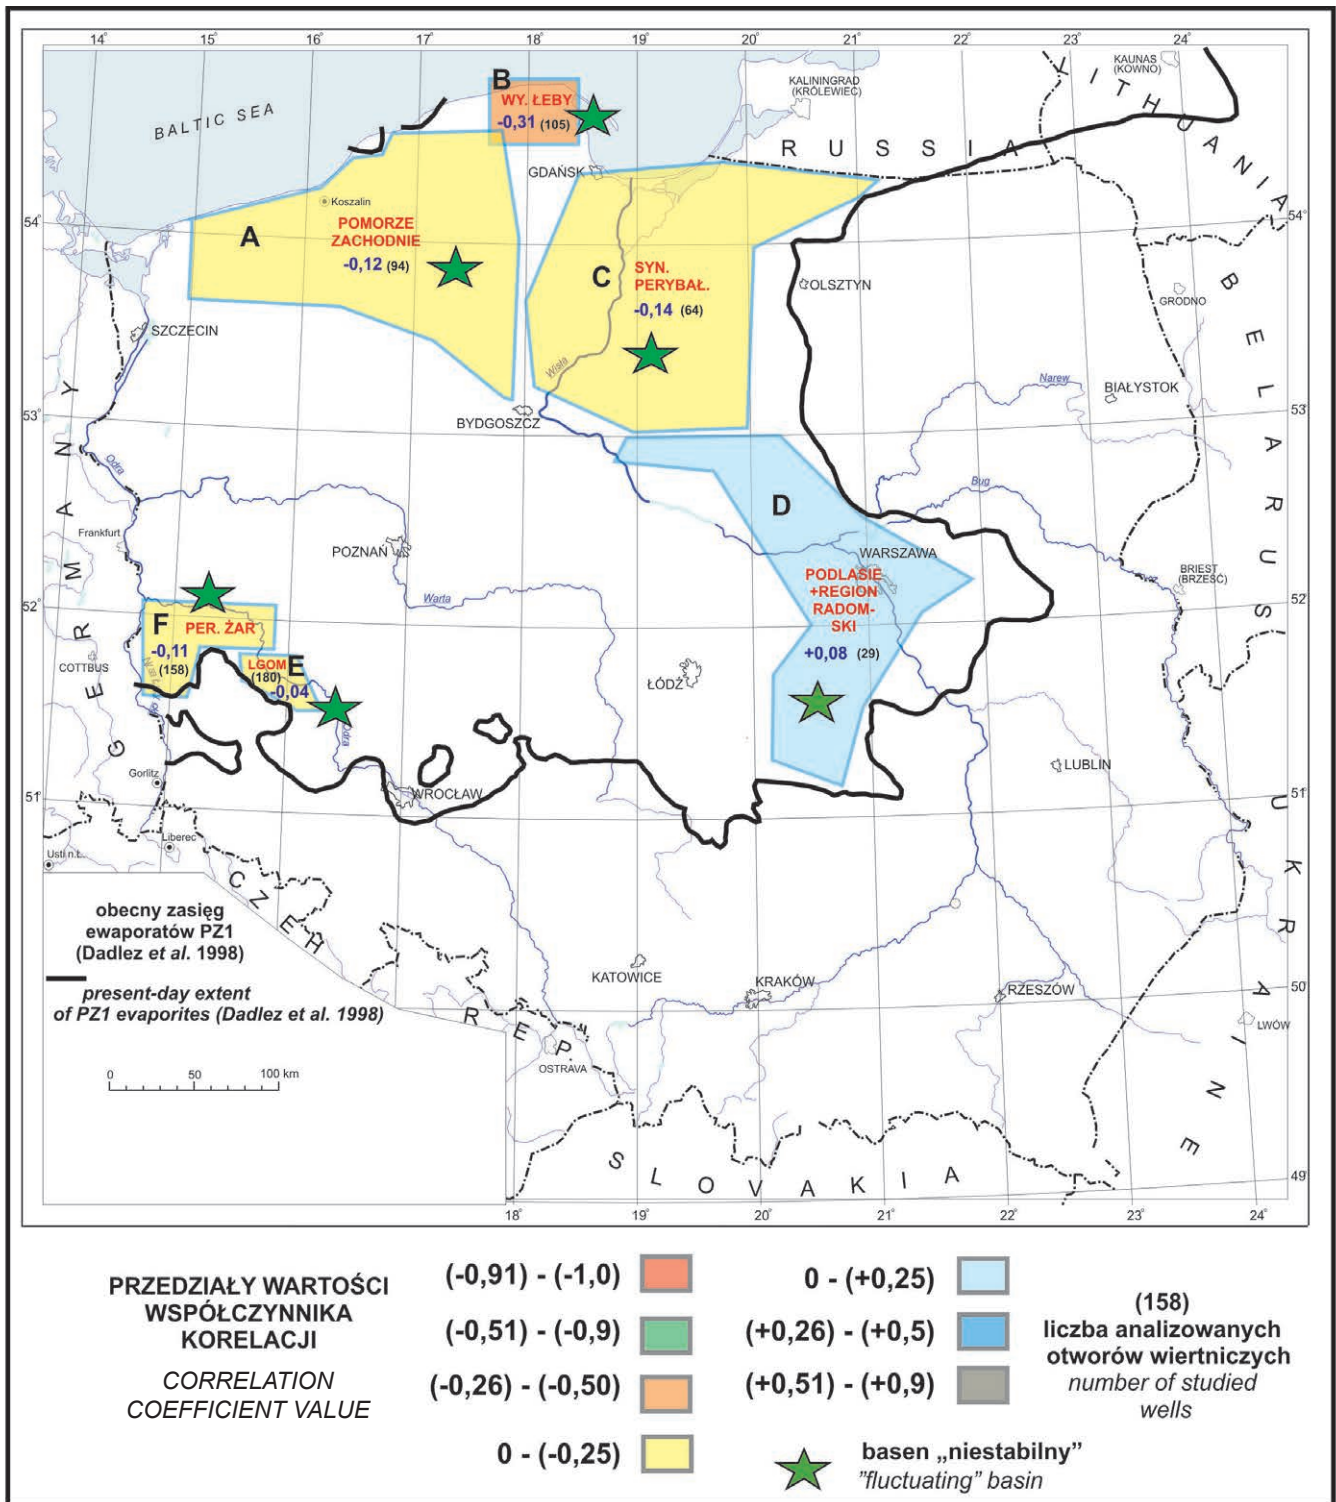 14° 15° 16° 17° 18° 19° 20° 21° 22° 23° 24°
BALTIC SEA
B
WY. ŁEBY
-0,31 (105)
KALININGRAD
(KRÓLEWIEC)
KAUNAS
(KOWNO)
LITHUANIA
RUSSIA
GDAŃSK
Koszalin
54°
54°
A
POMORZE
ZACHODNIE
-0,12 (94)
C
SYN.
PERYBAŁ.
-0,14 (64)
OLSZTYN
GRODNO
BELARUS
SZCZECIN
Wisła
Narew
BIAŁYSTOK
53°
53°
BYDGOSZCZ
GERMANY
Odra
D
Bug
Frankfurt
POZNAŃ
WARSZAWA
PODLASIE
+REGION
RADOM-
SKI
+0,08 (29)
BRIEST
(BRZEŚĆ)
Warta
52°
52°
F
PER. ŻAR
-0,11
(158)
COTTBUS
LGOM
E
(180)
-0,04
ŁÓDŹ
Odra
Gorlitz
LUBLIN
51°
51°
WROCŁAW
UKRAINE
Liberec
Usti n.L.
CZEH REP.
obecny zasięg
ewaporatów PZ1
(Dadlez et al. 1998)
present-day extent
of PZ1 evaporites (Dadlez et al. 1998)
KATOWICE
KRAKÓW
RZESZÓW
50°
LWÓW
OSTRAVA
0 50 100 km
SLOVAKIA
49°
18° 19° 20° 21° 22° 23° 24°
PRZEDZIAŁY WARTOŚCI
WSPÓŁCZYNNIKA
KORELACJI
CORRELATION
COEFFICIENT VALUE
(-0,91) - (-1,0)
(-0,51) - (-0,9)
(-0,26) - (-0,50)
0 - (-0,25)
0 - (+0,25)
(+0,26) - (+0,5)
(+0,51) - (+0,9)
(158)
liczba analizowanych
otworów wiertniczych
number of studied
wells
basen „niestabilny”
"fluctuating” basin